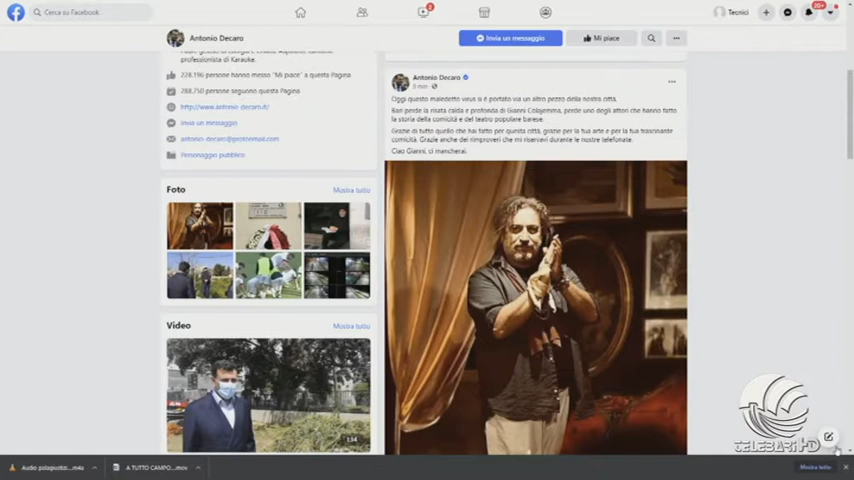 Cerca su Facebook
2
Tecnici
20+
Antonio Decaro
Invia un messaggio
Mi piace
professionista di Karaoke.
228.196 persone hanno messo "Mi piace" a questa Pagina
288.750 persone seguono questa Pagina
http://www.antonio-decaro.it/
Invia un messaggio
antonio-decaro@protonmail.com
Personaggio pubblico
Foto
Mostra tutto
Video
Mostra tutto
1:34
Antonio Decaro
5 min
Oggi questo maledetto virus si è portato via un altro pezzo della nostra città.
Bari perde la risata calda e profonda di Gianni Colajemma, perde uno degli attori che hanno fatto
la storia della comicità e del teatro popolare barese.
Grazie di tutto quello che hai fatto per questa città, grazie per la tua arte e per la tua trascinante
comicità. Grazie anche dei rimproveri che mi riservavi durante le nostre telefonate.
Ciao Gianni, ci mancherai.
TELEBARI HD
A TUTTO CAMPO....mov
Mostra tutto